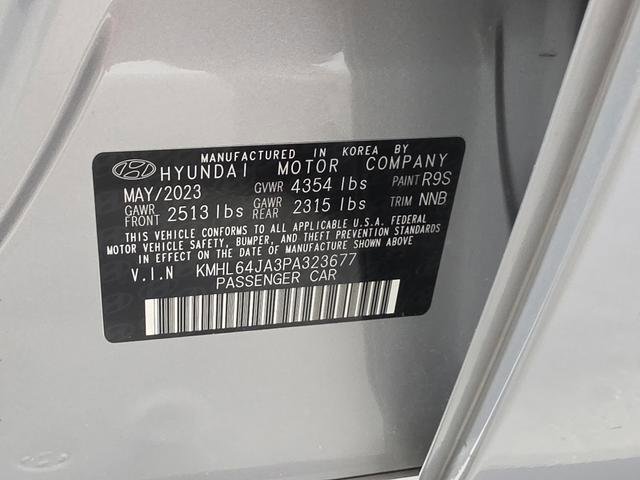 MANUFACTURED IN KOREA BY
HYUNDAI MOTOR COMPANY
MAY/2023 GVWR 4354 lbs PAINT R9S
GAWR FRONT 2513 lbs GAWR REAR 2315 lbs TRIM NNB
THIS VEHICLE CONFORMS TO ALL APPLICABLE U.S.A. FEDERAL
MOTOR VEHICLE SAFETY, BUMPER, AND THEFT PREVENTION STANDARDS
IN EFFECT ON THE DATE OF MANUFACTURE SHOWN ABOVE.
V.I.N KMHL64JA3PA323677
PASSENGER CAR